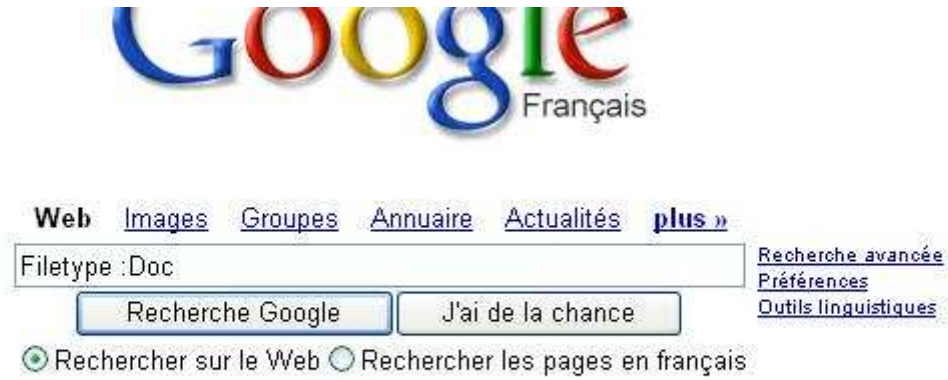 Google
Français
Web Images Groupes Annuaire Actualités plus »
Filetype :Doc
Recherche avancée
Préférences
Outils linguistiques
Recherche Google J'ai de la chance
Rechercher sur le Web Rechercher les pages en français